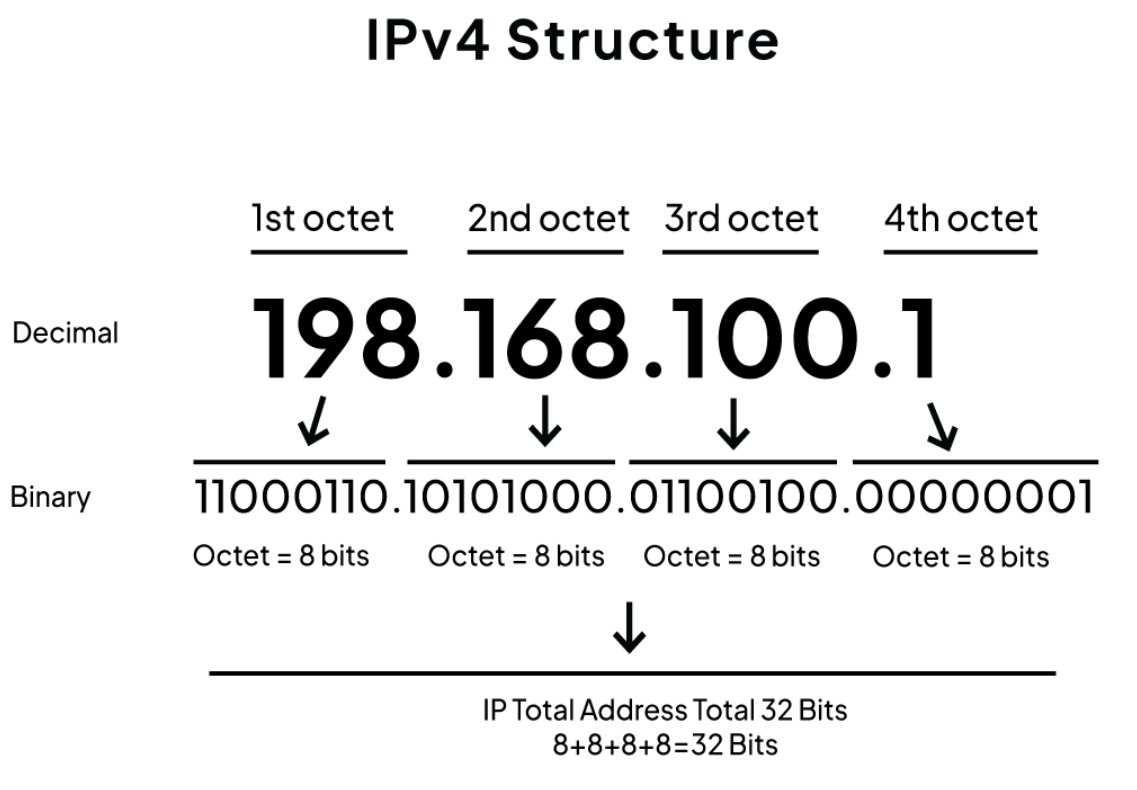 IPv4 Structure
1st octet 2nd octet 3rd octet 4th octet
Decimal 198.168.100.1
Binary 11000110.10101000.01100100.00000001
Octet = 8 bits Octet = 8 bits Octet = 8 bits Octet = 8 bits
IP Total Address Total 32 Bits
8+8+8+8=32 Bits